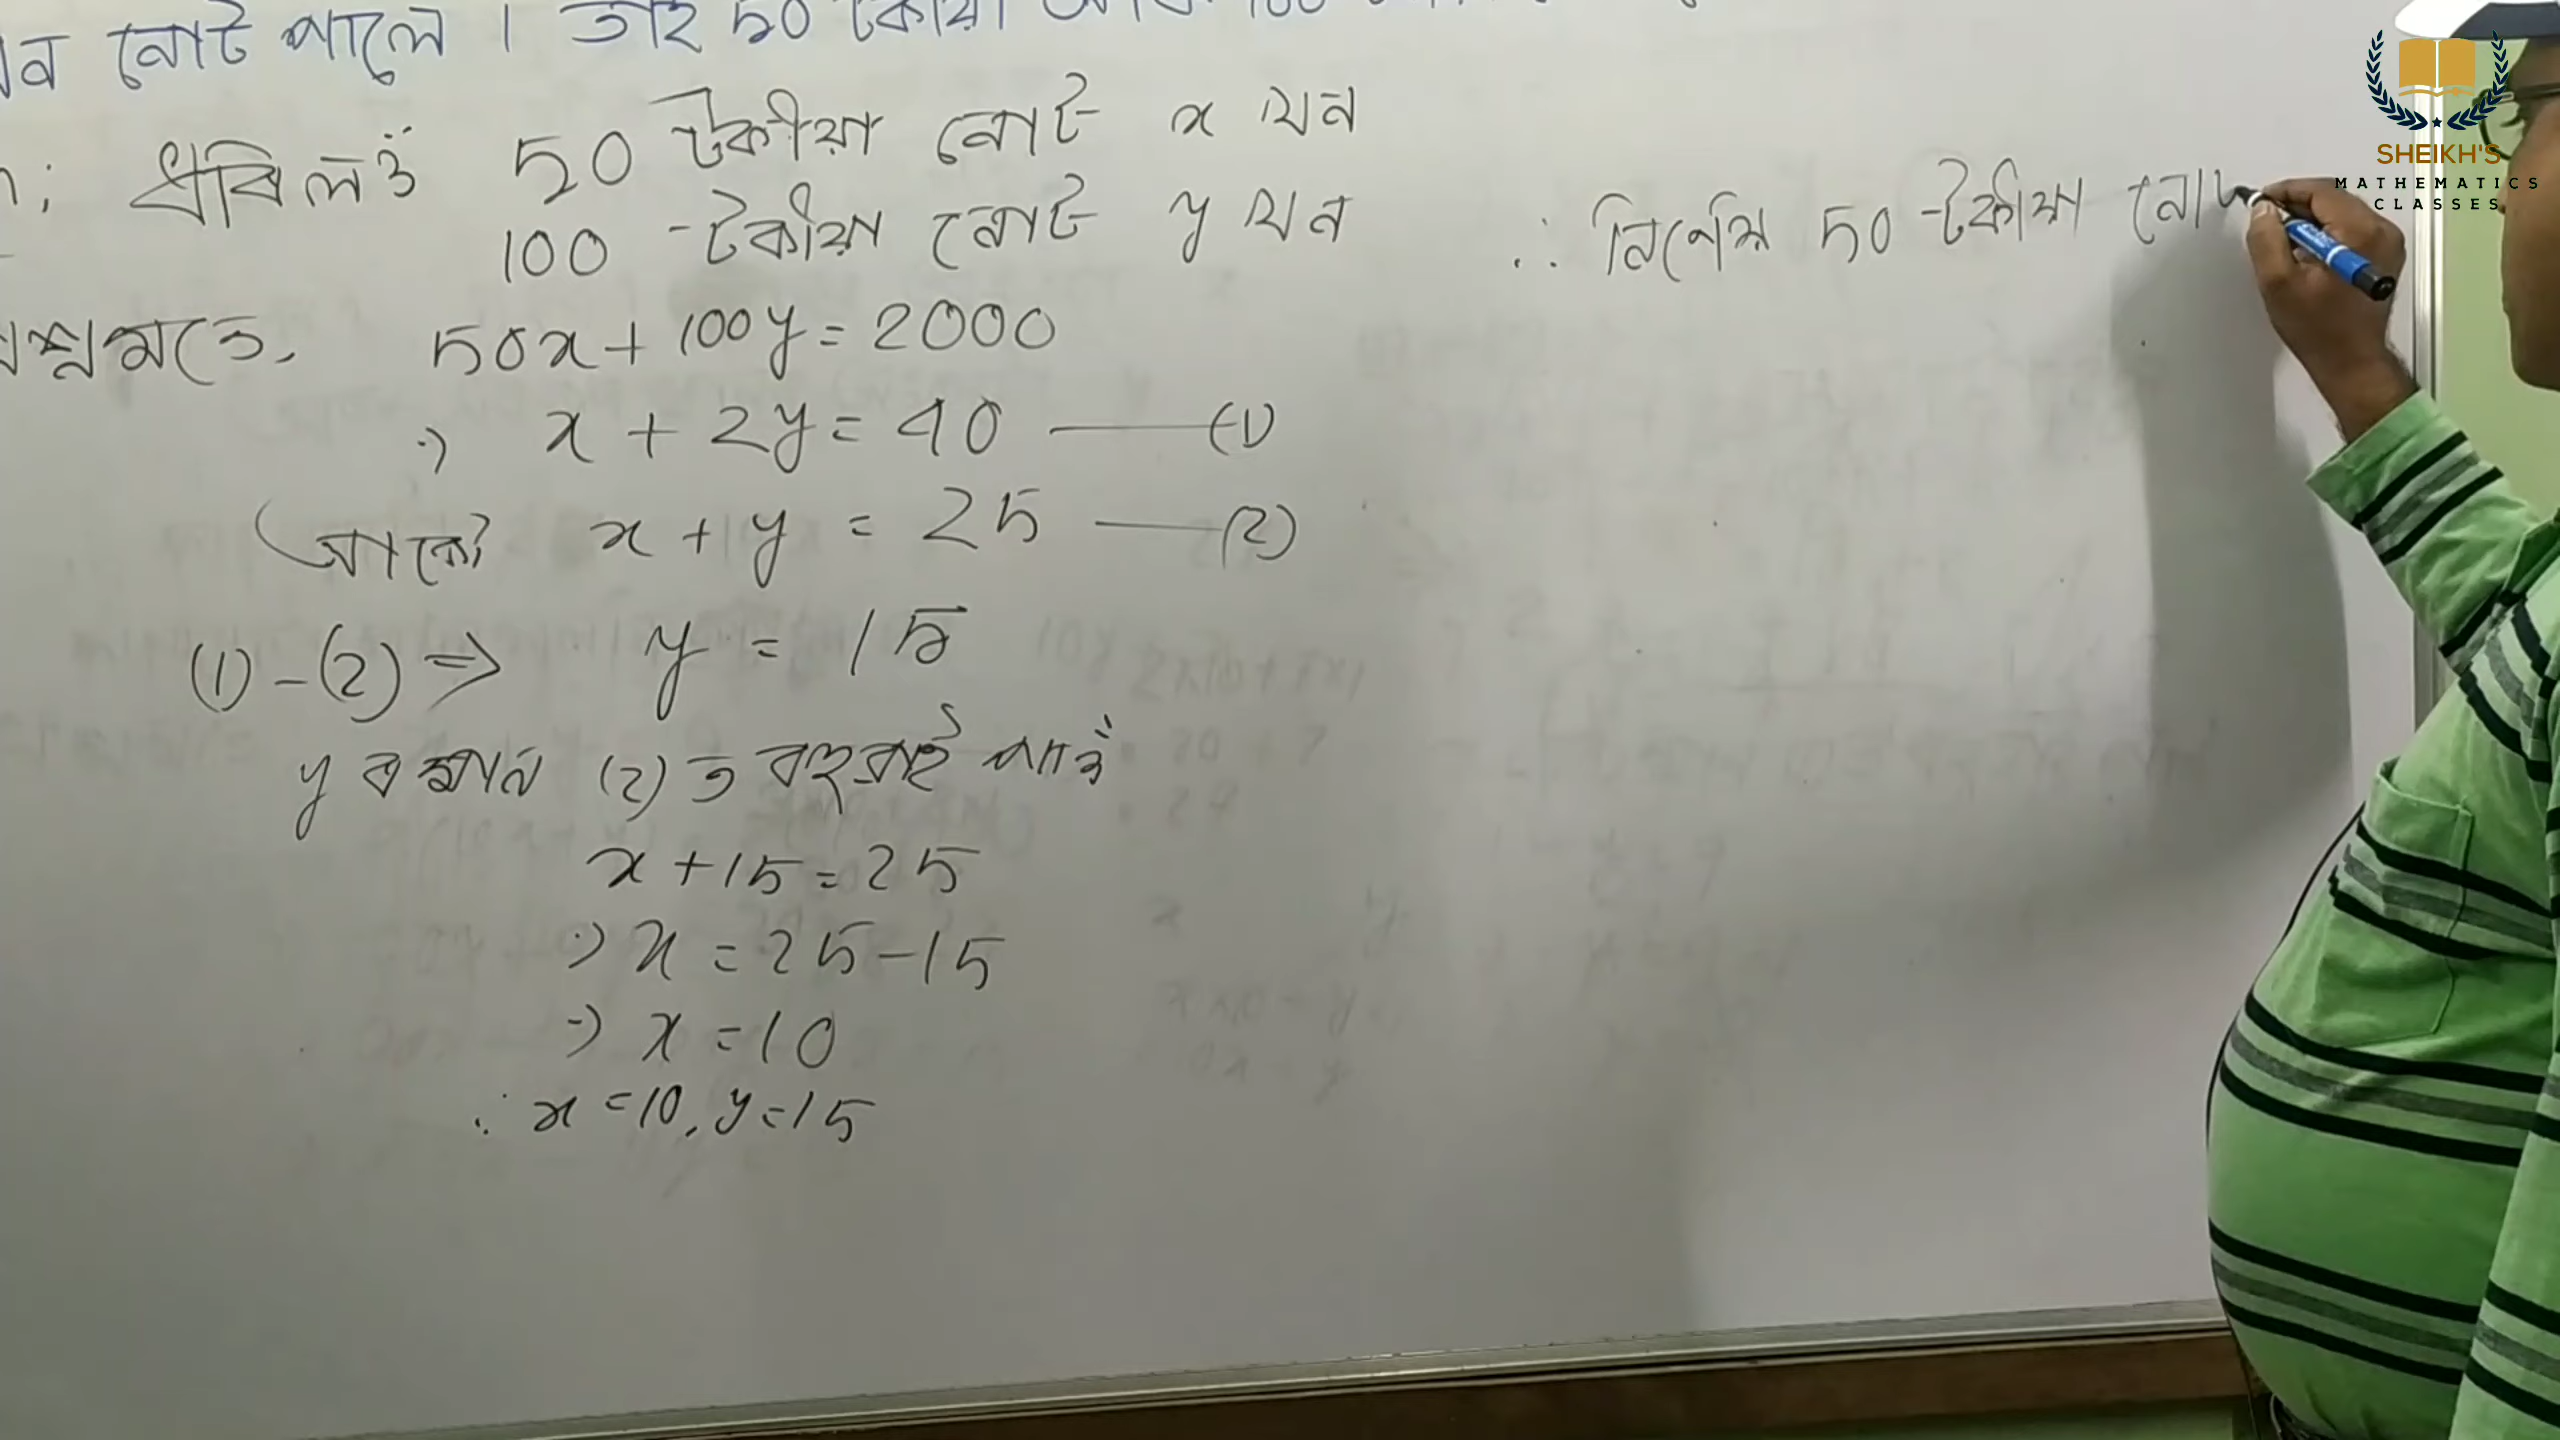 নোট পালে। তাই 50 টকীয়া
ধৰিলওঁ 50 টকীয়া নোট x খন
100 টকীয়া নোট y খন
প্ৰশ্নমতে, 50x + 100y = 2000
⇒ x + 2y = 40 —— (1)
আকৌ x + y = 25 —— (2)
(1) - (2) ⇒ y = 15
y ৰ মান (2) ত বহুৱাই পাওঁ
x + 15 = 25
⇒ x = 25 - 15
⇒ x = 10
∴ x = 10, y = 15
∴ নিৰ্ণেয় 50 টকীয়া
SHEIKH'S
MATHEMATICS
CLASSES